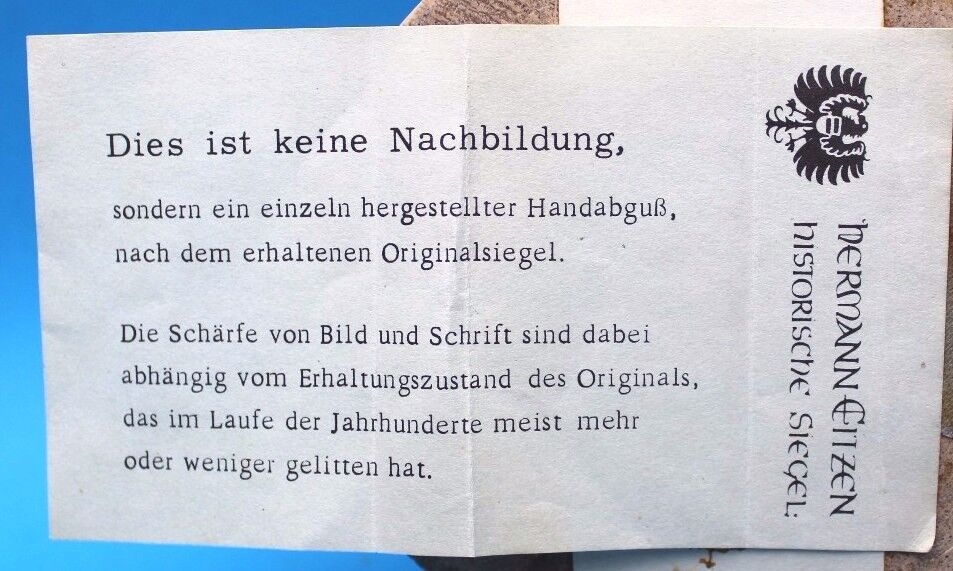 Dies ist keine Nachbildung,
sondern ein einzeln hergestellter Handabguß,
nach dem erhaltenen Originalsiegel.
Die Schärfe von Bild und Schrift sind dabei
abhängig vom Erhaltungszustand des Originals,
das im Laufe der Jahrhunderte meist mehr
oder weniger gelitten hat.
HERMANN EITZEN
HISTORISCHE SIEGEL: